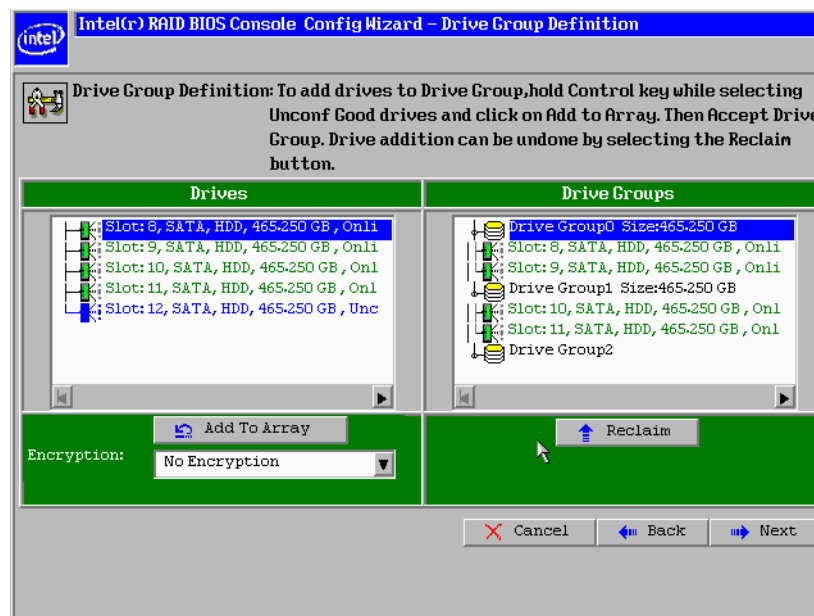 Intel(r) RAID BIOS Console Config Wizard – Drive Group Definition
intel
Drive Group Definition: To add drives to Drive Group,hold Control key while selecting
Unconf Good drives and click on Add to Array. Then Accept Drive
Group. Drive addition can be undone by selecting the Reclaim
button.
Drives
Slot: 8, SATA, HDD, 465.250 GB , Onli
Slot: 9, SATA, HDD, 465.250 GB , Onli
Slot: 10, SATA, HDD, 465.250 GB , Onl
Slot: 11, SATA, HDD, 465.250 GB , Onl
Slot: 12, SATA, HDD, 465.250 GB , Unc
Add To Array
Encryption:
No Encryption
Drive Groups
Drive Group0 Size:465.250 GB
Slot: 8, SATA, HDD, 465.250 GB , Onli
Slot: 9, SATA, HDD, 465.250 GB , Onli
Drive Group1 Size:465.250 GB
Slot: 10, SATA, HDD, 465.250 GB , Onl
Slot: 11, SATA, HDD, 465.250 GB , Onl
Drive Group2
Reclaim
Cancel
Back
Next